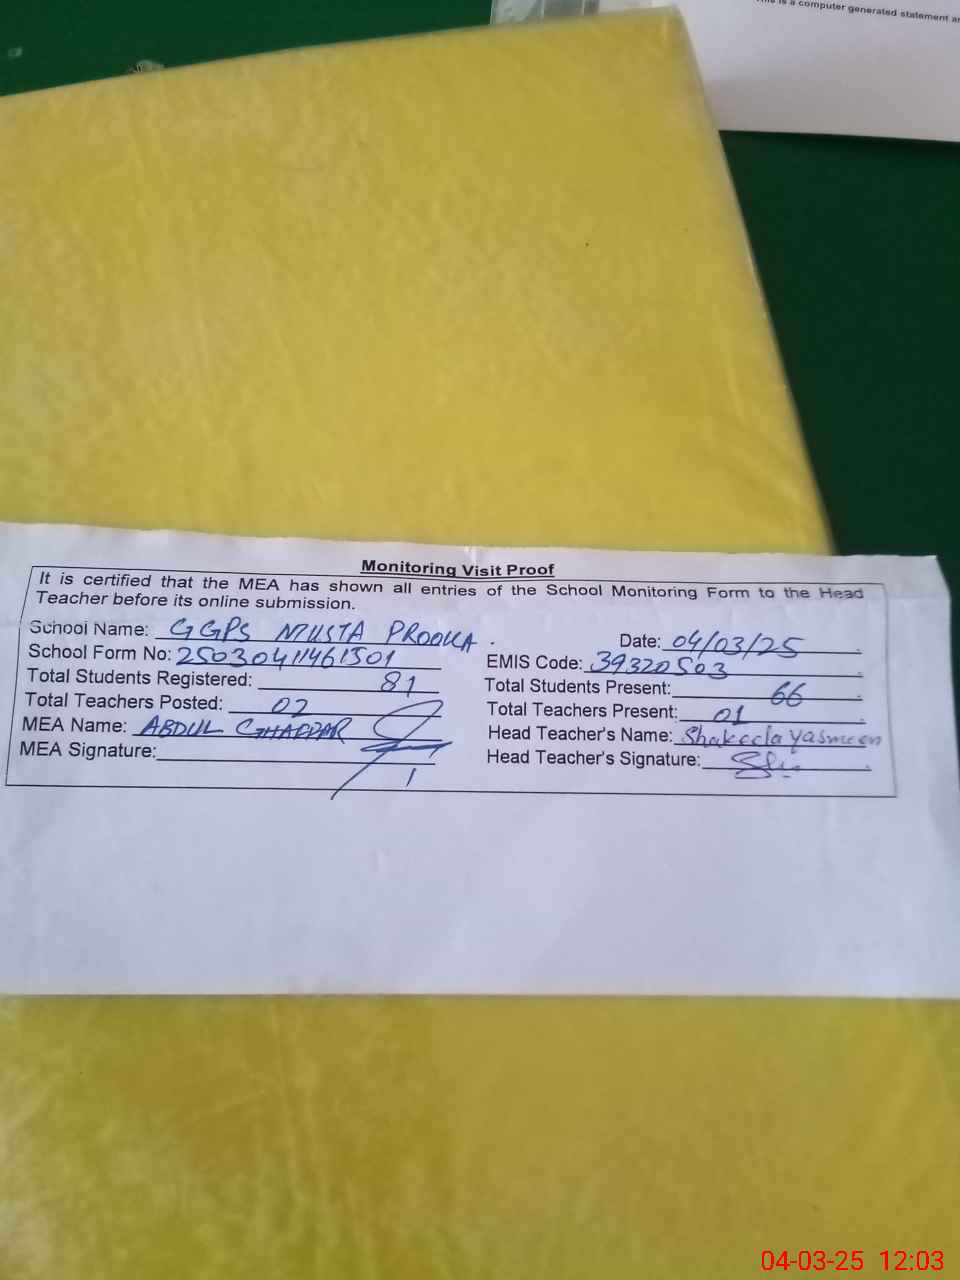 This is a computer generated statement
Monitoring Visit Proof
It is certified that the MEA has shown all entries of the School Monitoring Form to the Head
Teacher before its online submission.
School Name: GGPS MUSTA PROOKA. Date: 04/03/25
School Form No: 25030411461501 EMIS Code: 39320503
Total Students Registered: 81 Total Students Present: 66
Total Teachers Posted: 02 Total Teachers Present: 01
MEA Name: ABDUL GHAFFAR Head Teacher's Name: Shakeela Yasmeen
MEA Signature: Head Teacher's Signature:
04-03-25 12:03